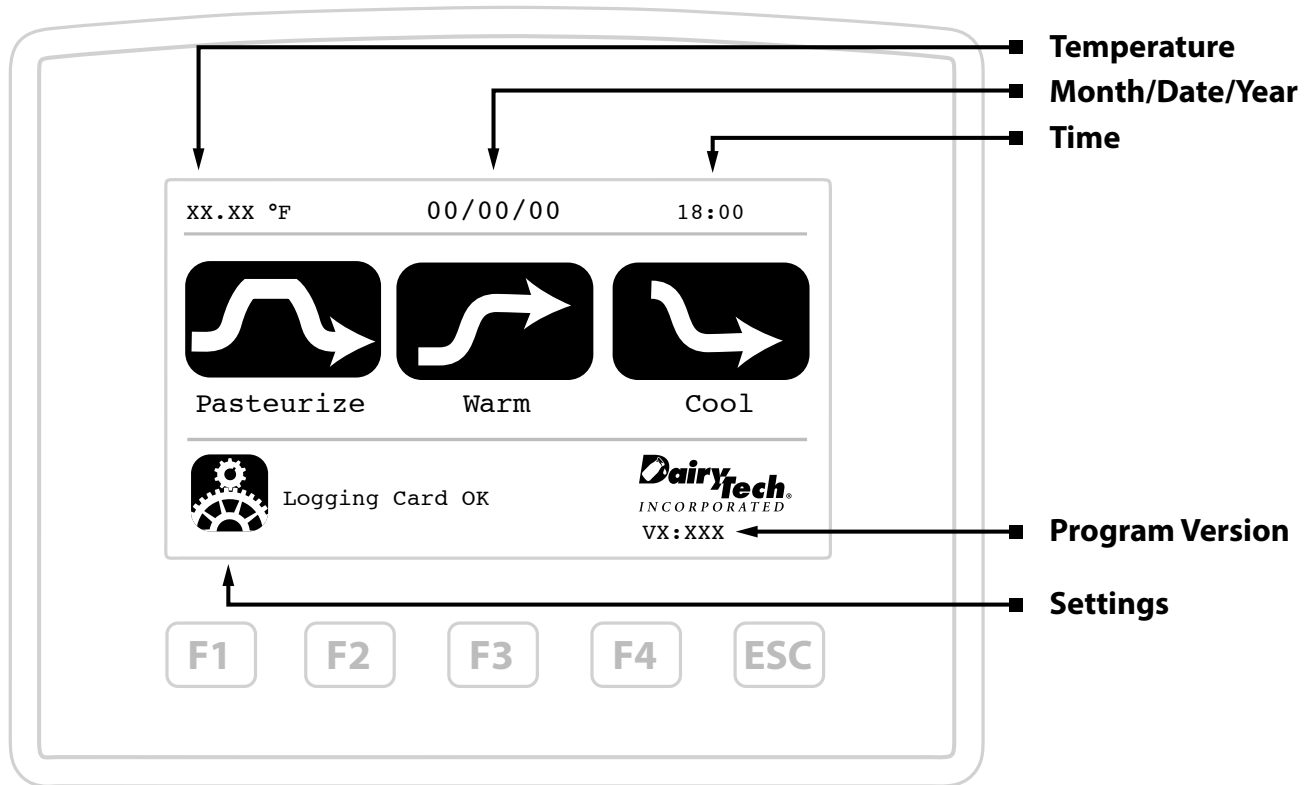 Temperature
Month/Date/Year
Time
XX.XX °F 00/00/00 18:00
Pasteurize Warm Cool
DairyTech®
INCORPORATED
Logging Card OK
VX:XXX
Program Version
Settings
F1 F2 F3 F4 ESC